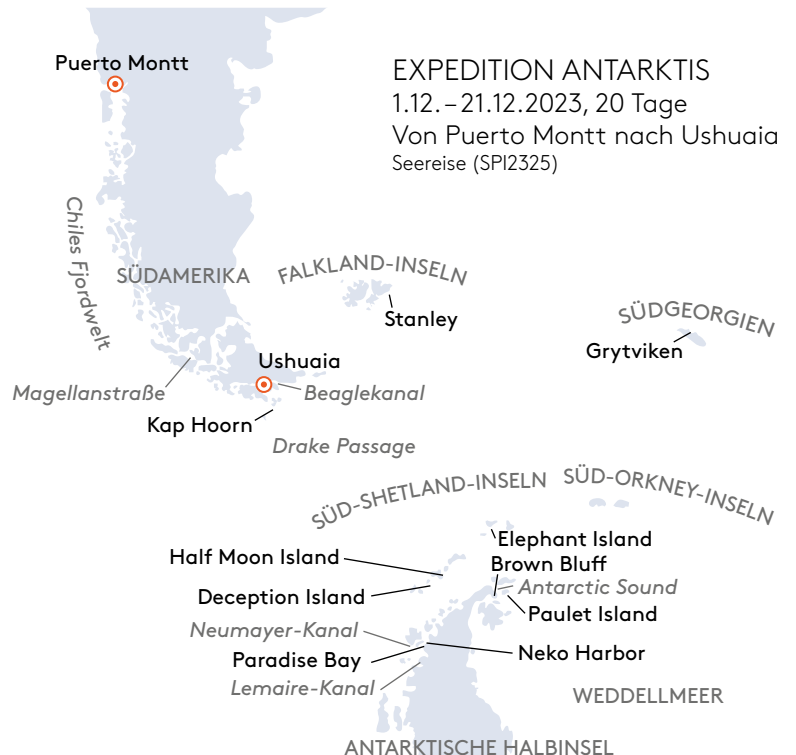 Puerto Montt
EXPEDITION ANTARKTIS
1.12. – 21.12.2023, 20 Tage
Von Puerto Montt nach Ushuaia
Seereise (SPI2325)
Chiles Fjordwelt
SÜDAMERIKA
FALKLAND-INSELN
Stanley
SÜDGEORGIEN
Grytviken
Ushuaia
Magellanstraße
Beaglekanal
Kap Hoorn
Drake Passage
SÜD-SHETLAND-INSELN
SÜD-ORKNEY-INSELN
Elephant Island
Half Moon Island
Brown Bluff
Antarctic Sound
Deception Island
Paulet Island
Neumayer-Kanal
Paradise Bay
Neko Harbor
Lemaire-Kanal
WEDDELLMEER
ANTARKTISCHE HALBINSEL